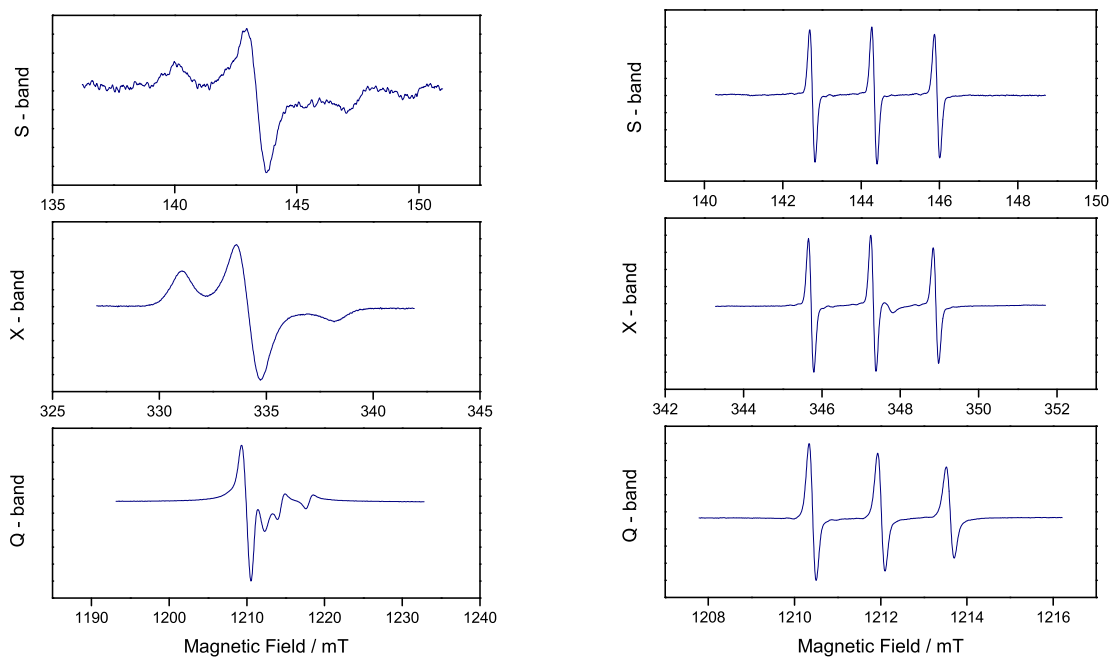 S - band
135 140 145 150
X - band
325 330 335 340 345
Q - band
1190 1200 1210 1220 1230 1240
Magnetic Field / mT
S - band
140 142 144 146 148 150
X - band
342 344 346 348 350 352
Q - band
1208 1210 1212 1214 1216
Magnetic Field / mT